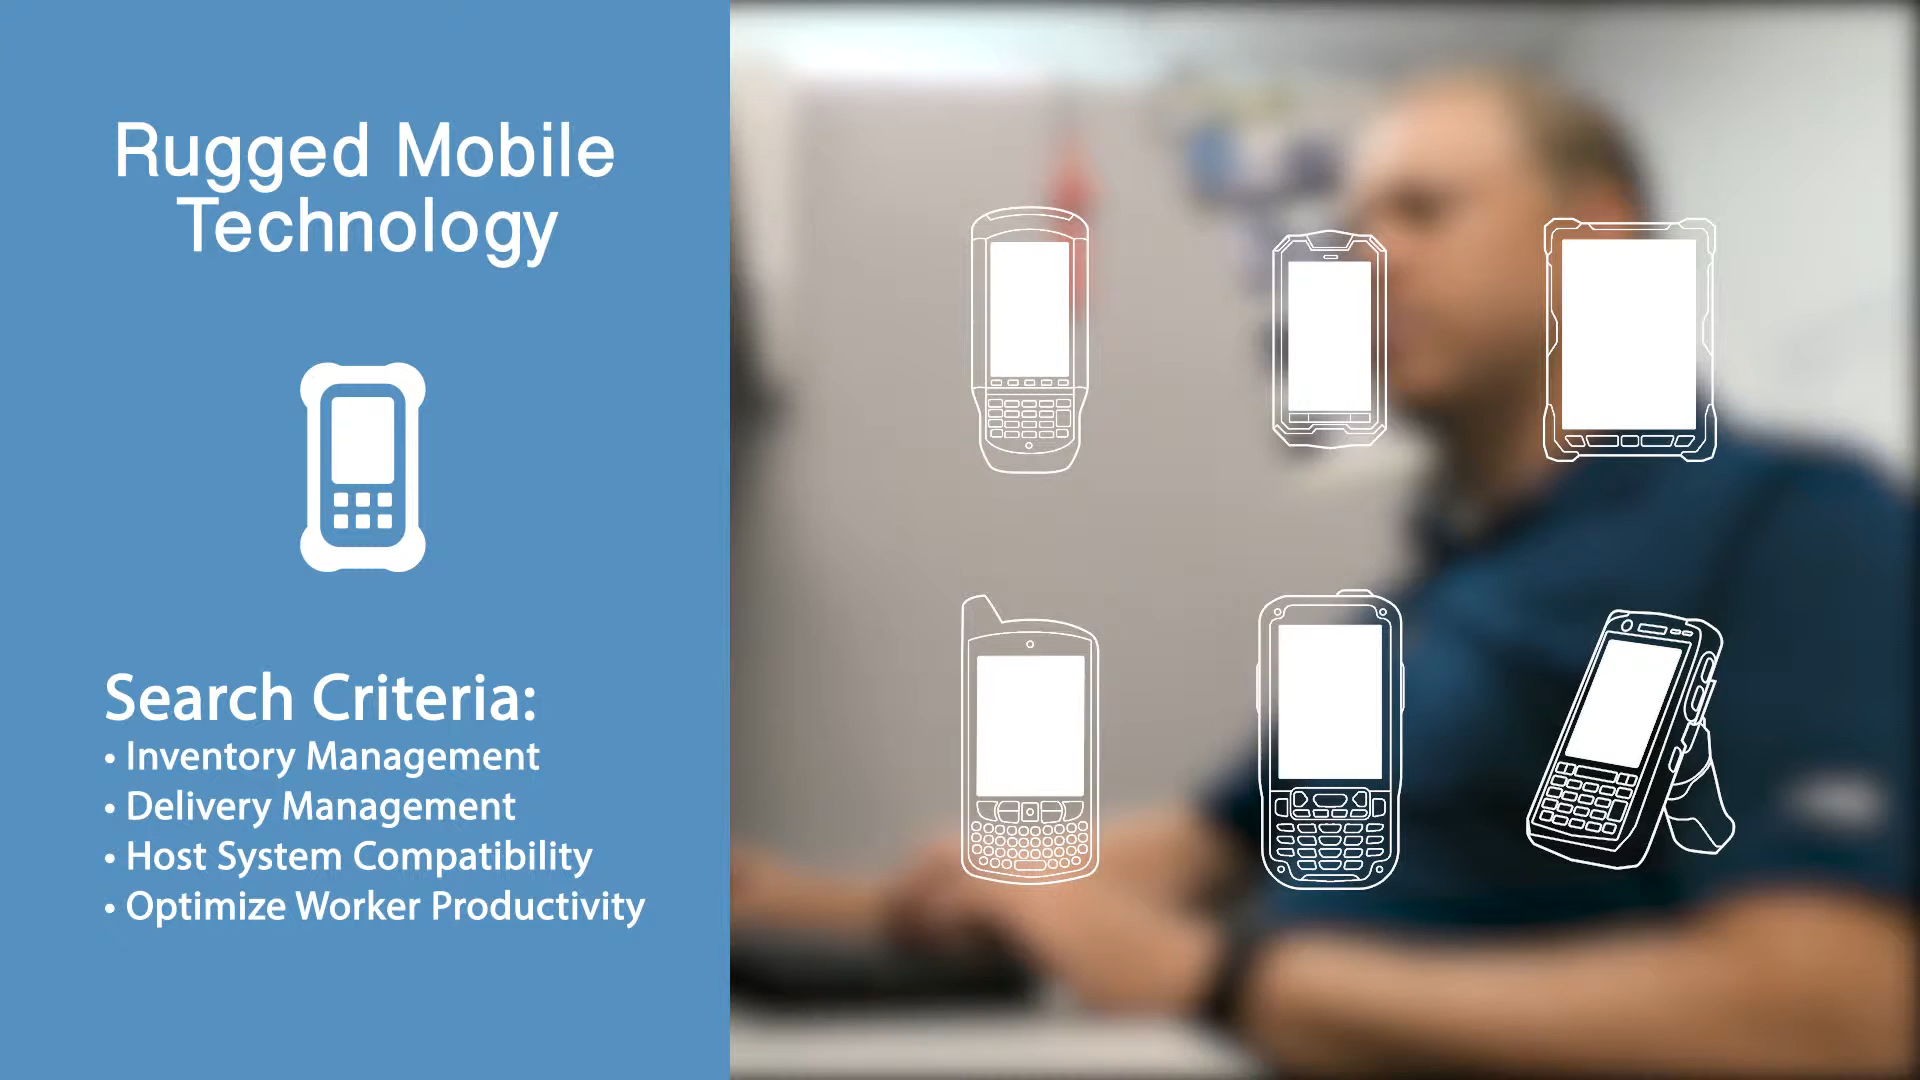 Rugged Mobile
Technology
Search Criteria:
• Inventory Management
• Delivery Management
• Host System Compatibility
• Optimize Worker Productivity